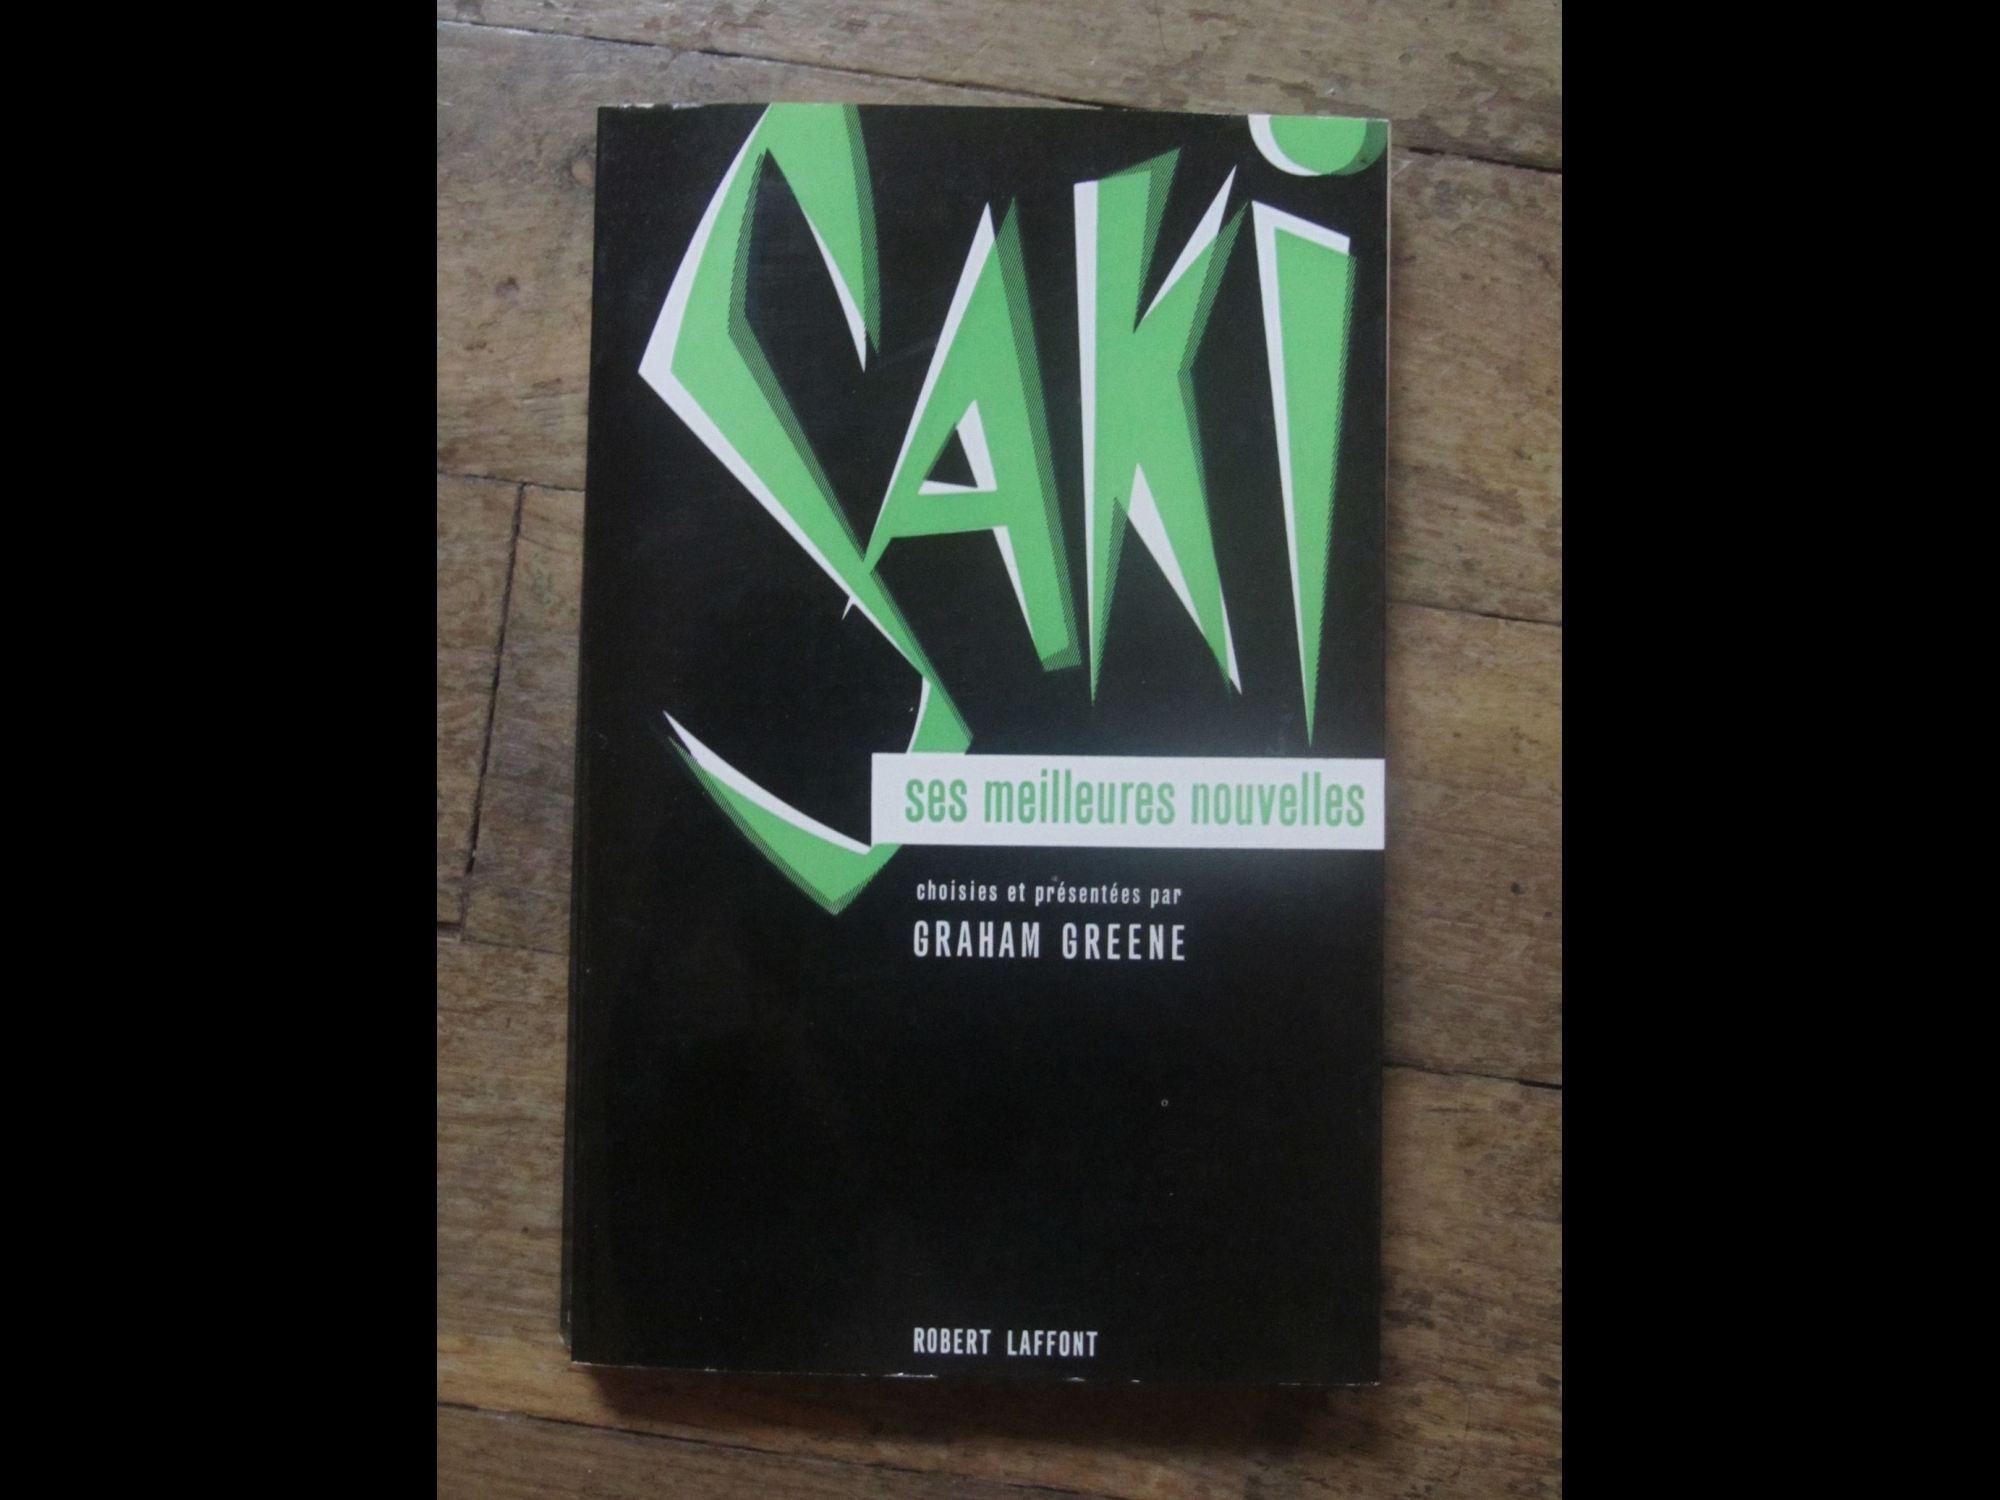 SAKi
ses meilleures nouvelles
choisies et présentées par
GRAHAM GREENE
ROBERT LAFFONT